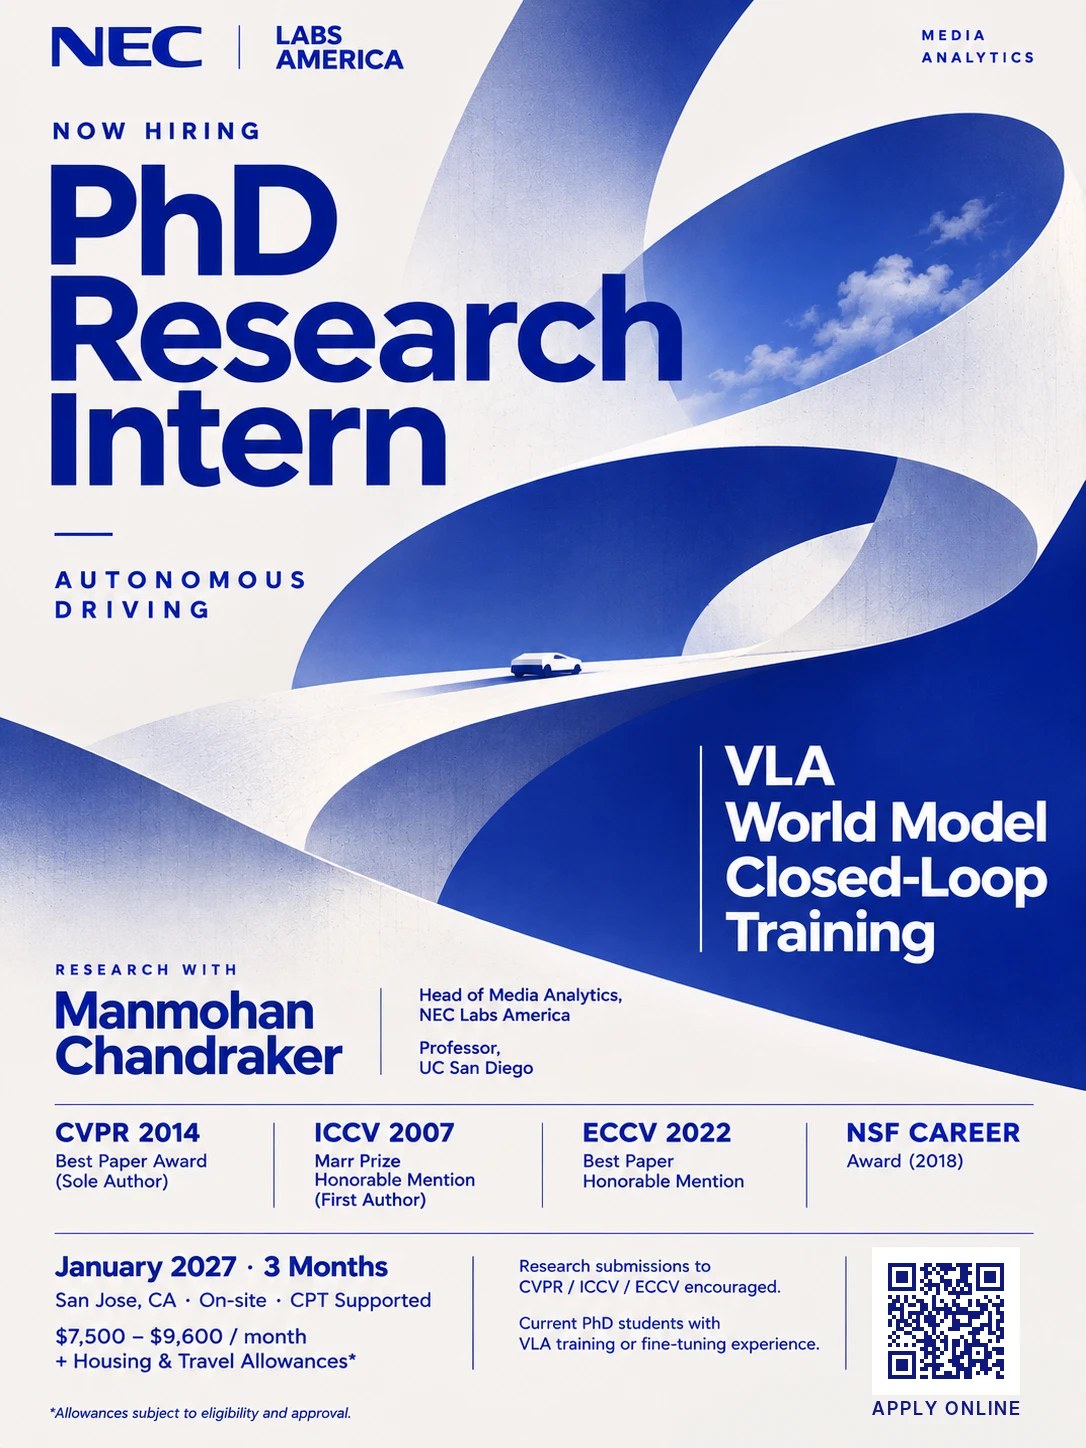 NEC
LABS
AMERICA
MEDIA
ANALYTICS
NOW HIRING
PhD
Research
Intern
AUTONOMOUS
DRIVING
VLA
World Model
Closed-Loop
Training
RESEARCH WITH
Manmohan
Chandraker
Head of Media Analytics,
NEC Labs America
Professor,
UC San Diego
CVPR 2014
Best Paper Award
(Sole Author)
ICCV 2007
Marr Prize
Honorable Mention
(First Author)
ECCV 2022
Best Paper
Honorable Mention
NSF CAREER
Award (2018)
January 2027 · 3 Months
San Jose, CA · On-site · CPT Supported
$7,500 – $9,600 / month
+ Housing & Travel Allowances*
*Allowances subject to eligibility and approval.
Research submissions to
CVPR / ICCV / ECCV encouraged.
Current PhD students with
VLA training or fine-tuning experience.
APPLY ONLINE